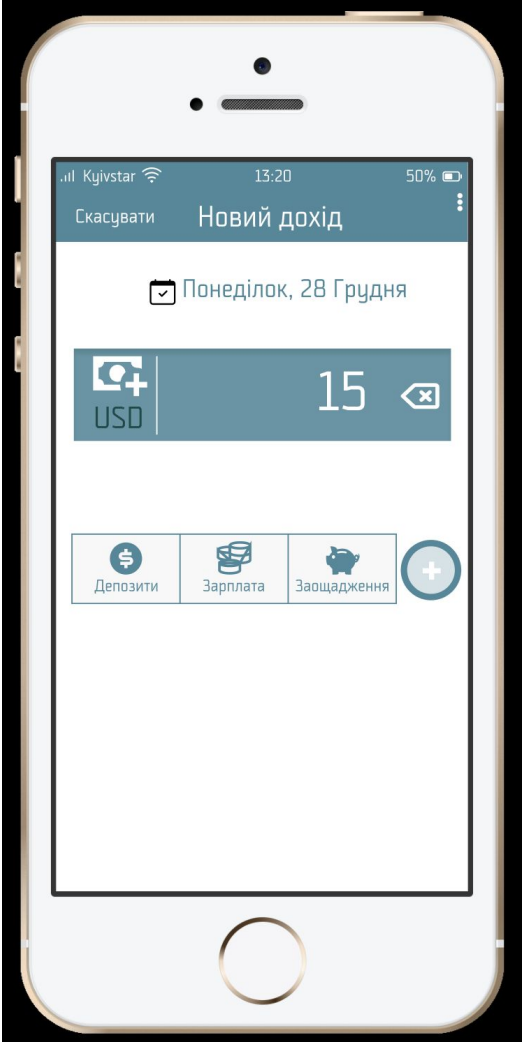 Kyivstar 13:20 50%
Скасувати Новий дохід
Понеділок, 28 Грудня
15
USD
Депозити Зарплата Заощадження